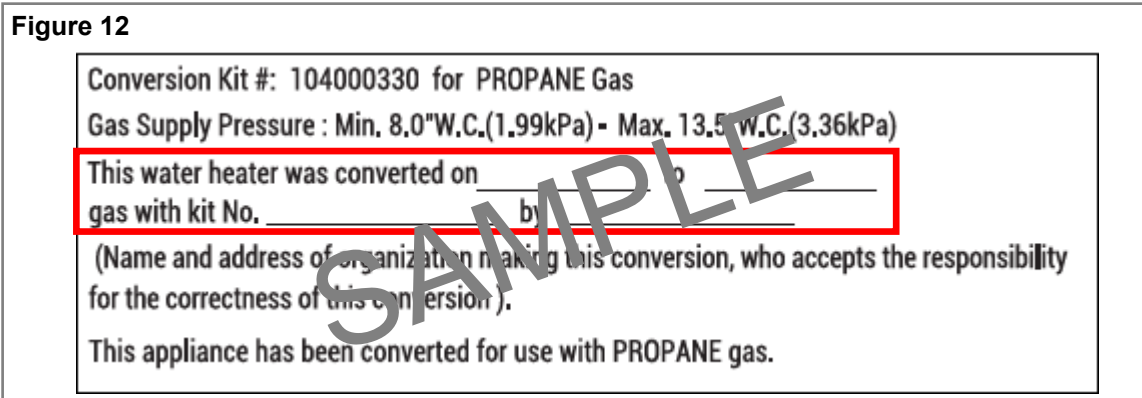 Figure 12
Conversion Kit #: 104000330 for PROPANE Gas
Gas Supply Pressure : Min. 8.0"W.C.(1.99kPa) - Max. 13.5"W.C.(3.36kPa)
This water heater was converted on____________ to ____________
gas with kit No. ________________ by ________________
(Name and address of organization making this conversion, who accepts the responsibility
for the correctness of this conversion ).
This appliance has been converted for use with PROPANE gas.
SAMPLE